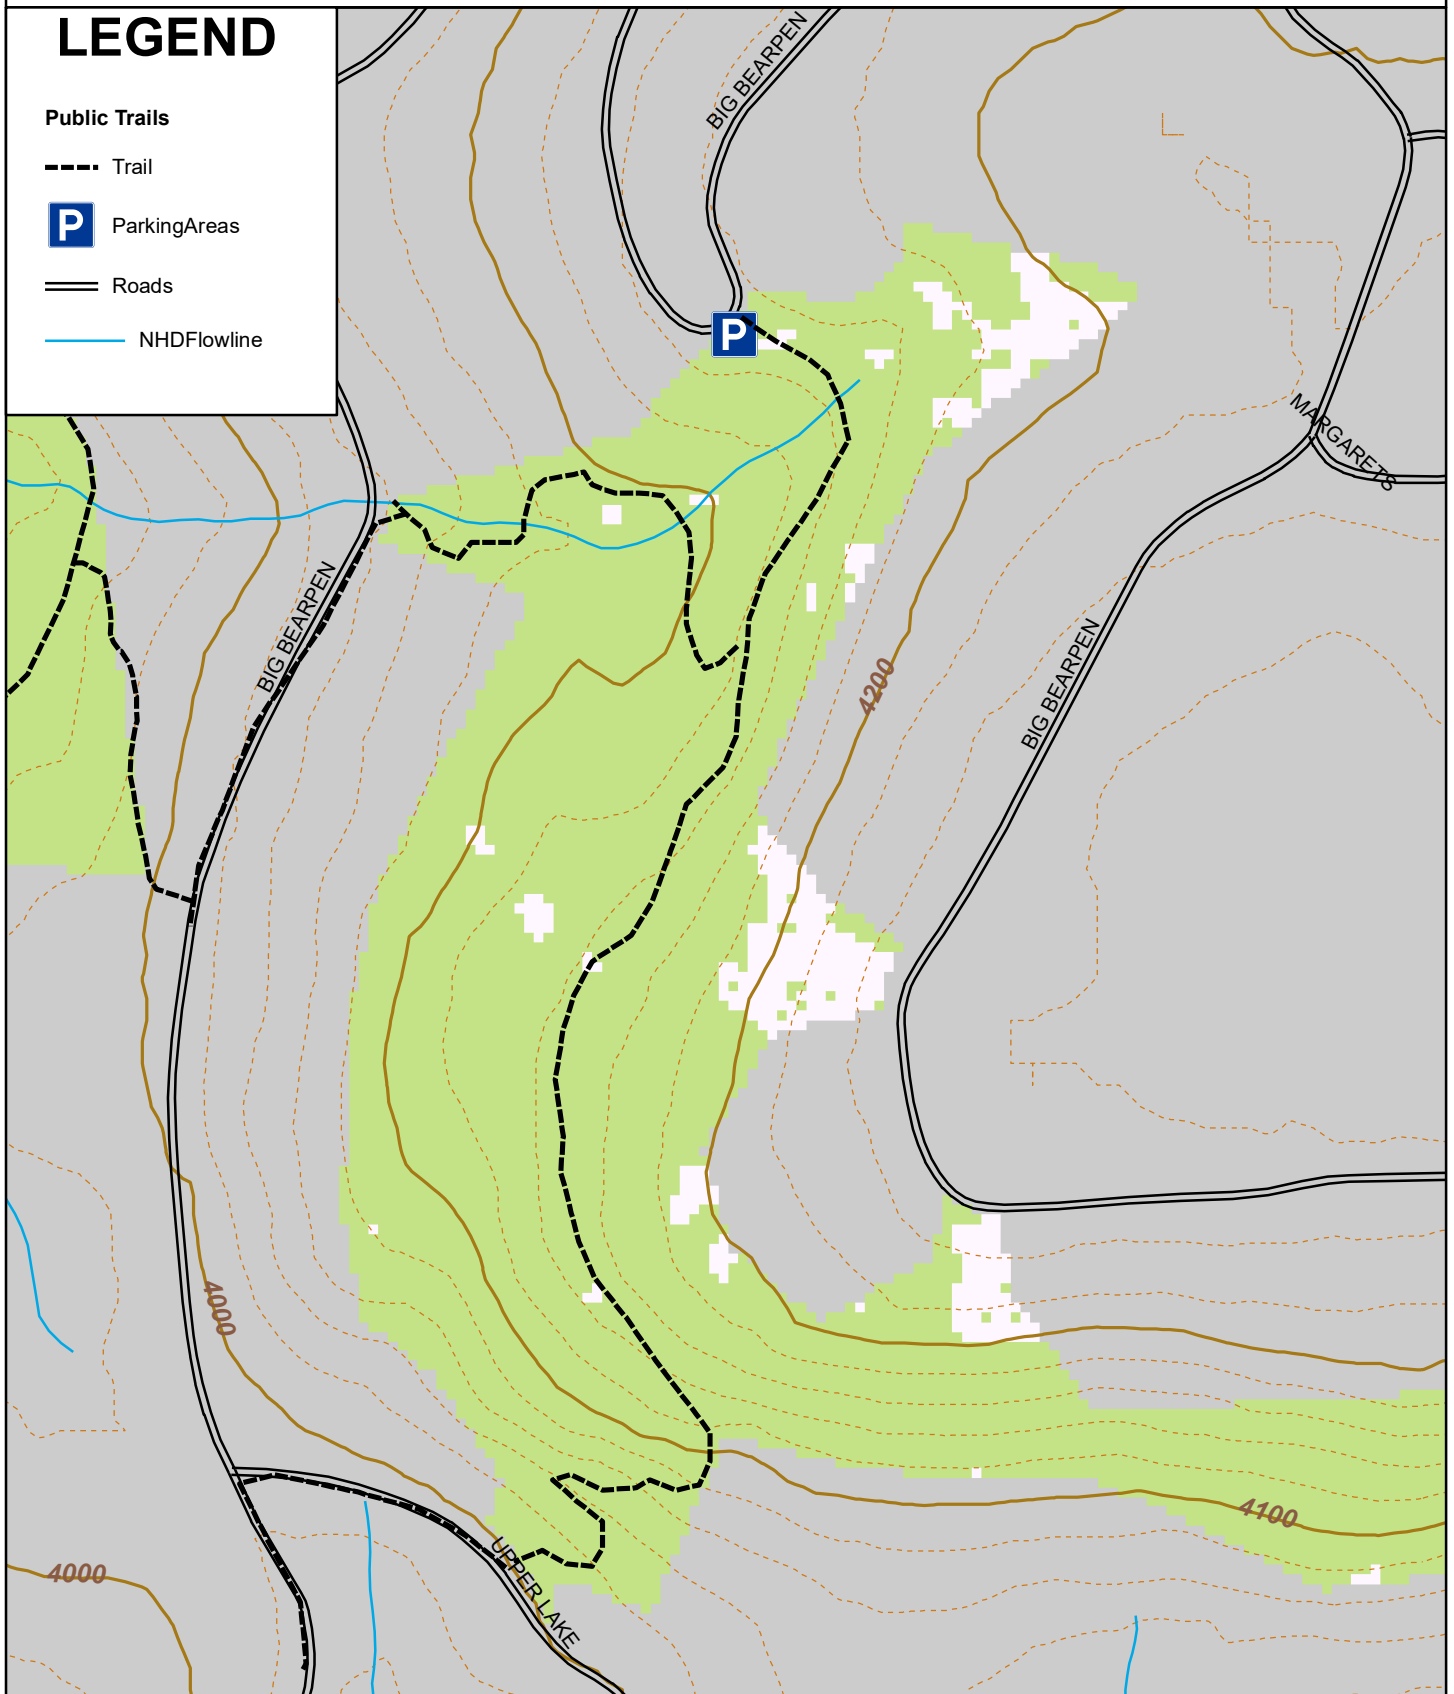 LEGEND
Public Trails
Trail
P
ParkingAreas
Roads
NHDFlowline
BIG BEARPEN
P
MARGARETS
BIG BEARPEN
4200
BIG BEARPEN
4000
4100
UPPER LAKE
4000